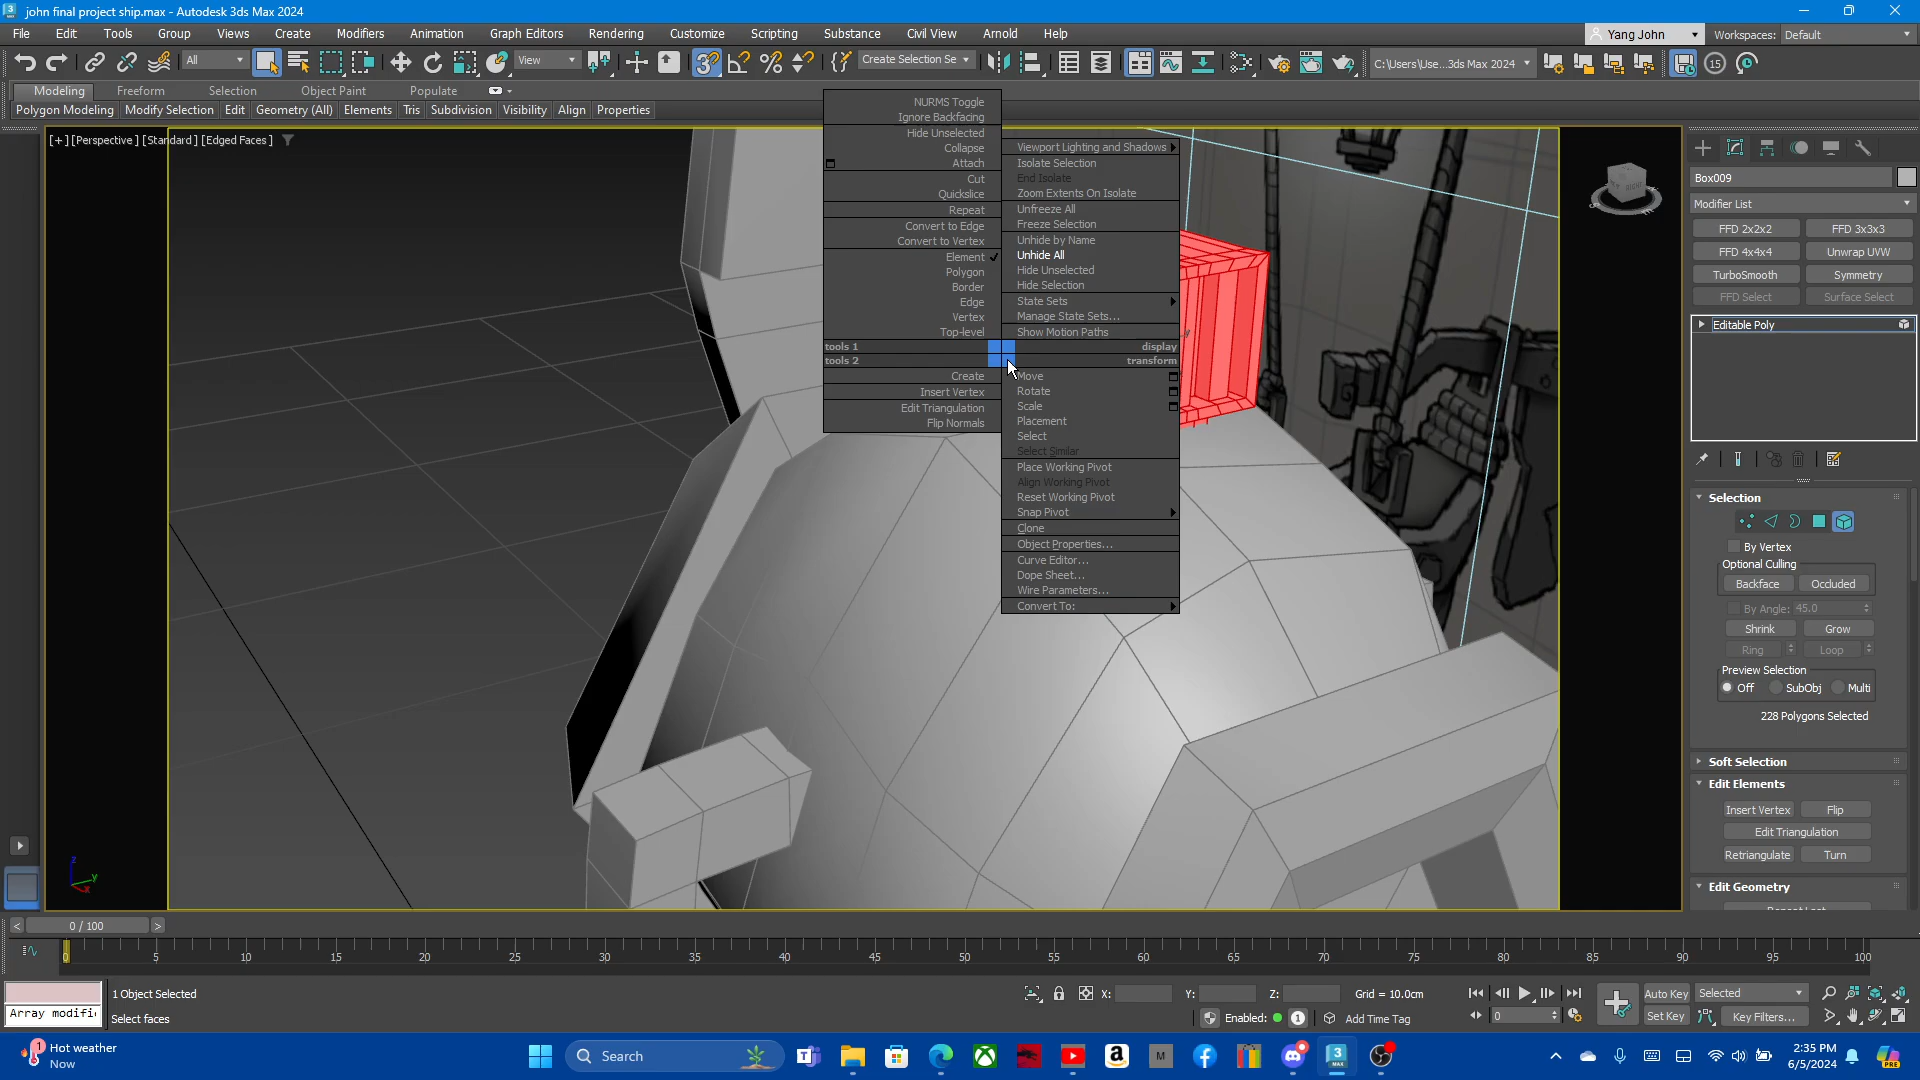 john final project ship.max - Autodesk 3ds Max 2024
File Edit Tools Group Views Create Modifiers Animation Graph Editors Rendering Customize Scripting Substance Civil View Arnold Help
Yang John Workspaces: Default
All View Create Selection Se C:\Users\Use...3ds Max 2024 15
Modeling Freeform Selection Object Paint Populate
Polygon Modeling Modify Selection Edit Geometry (All) Elements Tris Subdivision Visibility Align Properties
[+] [Perspective] [Standard] [Edged Faces]
NURMS Toggle
Ignore Backfacing
Hide Unselected
Collapse
Attach
Cut
Quickslice
Repeat
Convert to Edge
Convert to Vertex
Element
Polygon
Border
Edge
Vertex
Top-level
tools 1
tools 2
Create
Insert Vertex
Edit Triangulation
Flip Normals
Viewport Lighting and Shadows
Isolate Selection
End Isolate
Zoom Extents On Isolate
Unfreeze All
Freeze Selection
Unhide by Name
Unhide All
Hide Unselected
Hide Selection
State Sets
Manage State Sets...
Show Motion Paths
display
transform
Move
Rotate
Scale
Placement
Select
Select Similar
Place Working Pivot
Align Working Pivot
Reset Working Pivot
Snap Pivot
Clone
Object Properties...
Curve Editor...
Dope Sheet...
Wire Parameters...
Convert To:
Box009
Modifier List
FFD 2x2x2 FFD 3x3x3
FFD 4x4x4 Unwrap UVW
TurboSmooth Symmetry
FFD Select Surface Select
Editable Poly
Selection
By Vertex
Optional Culling
Backface Occluded
By Angle: 45.0
Shrink Grow
Ring Loop
Preview Selection
Off SubObj Multi
228 Polygons Selected
Soft Selection
Edit Elements
Insert Vertex Flip
Edit Triangulation
Retriangulate Turn
Edit Geometry
z
y
x
< 0 / 100 >
0 5 10 15 20 25 30 35 40 45 50 55 60 65 70 75 80 85 90 95 100
1 Object Selected X: Y: Z: Grid = 10.0cm Auto Key Selected
Array modifi Select faces Enabled: 1 Add Time Tag 0 Set Key Key Filters...
1 Hot weather
Now
Search
2:35 PM
6/5/2024